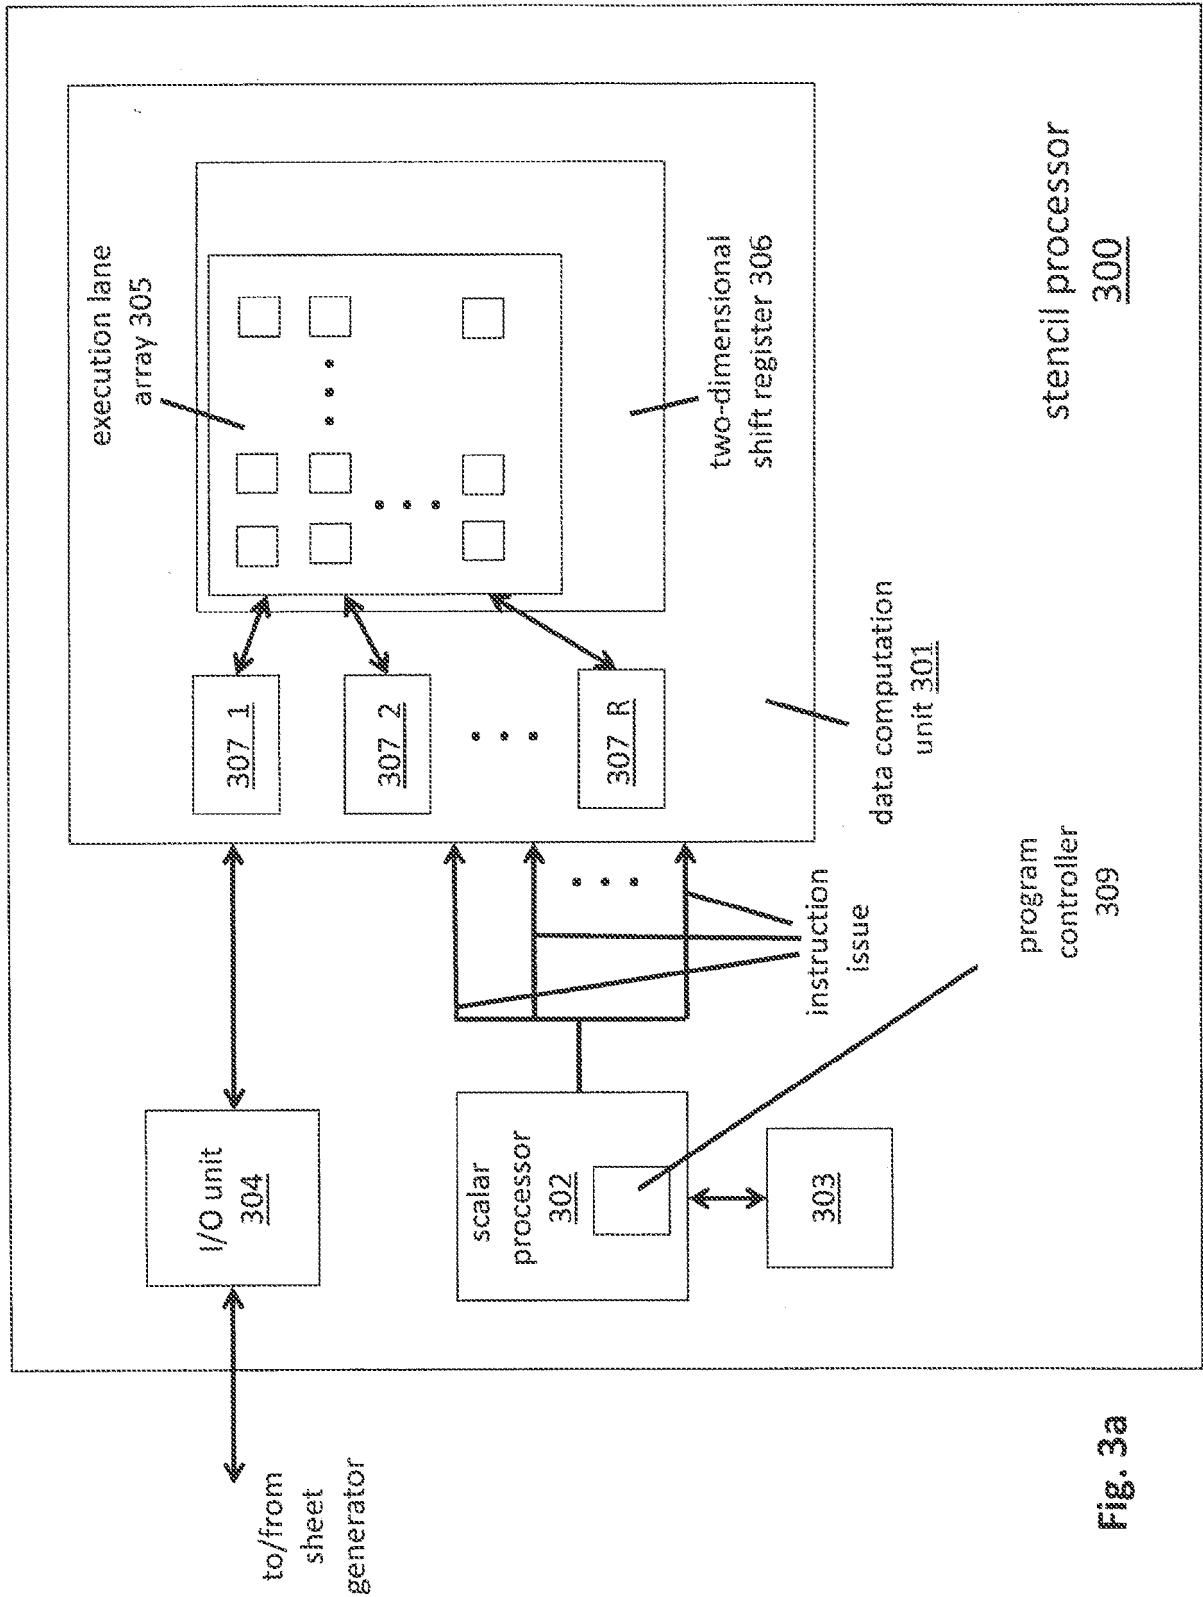 to/from
sheet
generator
I/O unit
304
scalar
processor
302
303
instruction
issue
program
controller
309
307_1
307_2
307_R
execution lane
array 305
two-dimensional
shift register 306
data computation
unit 301
stencil processor
300
Fig. 3a